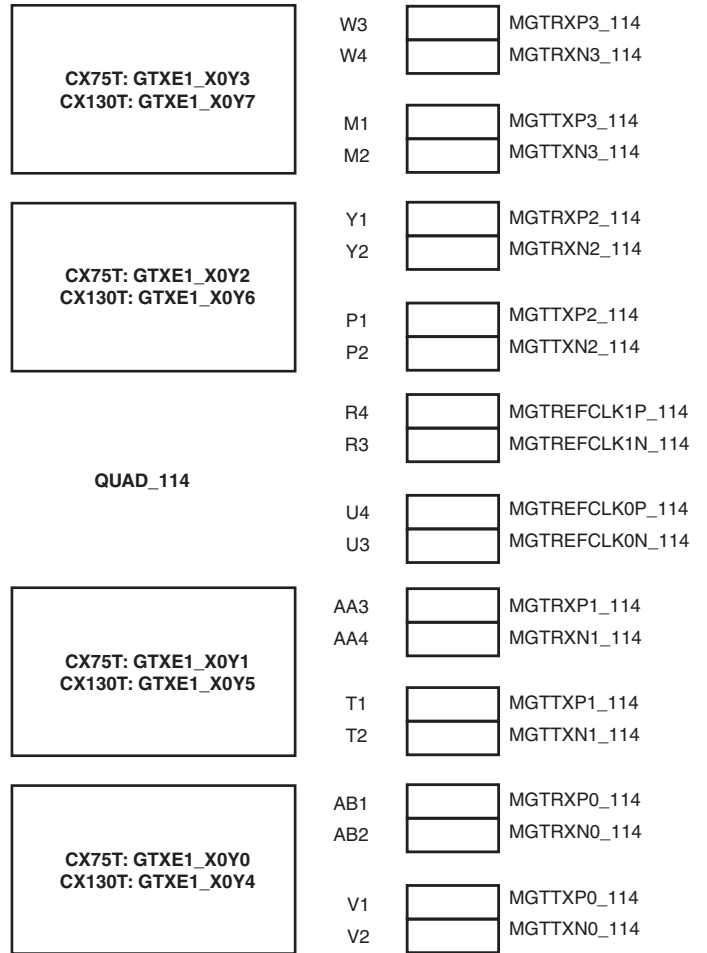 CX75T: GTXE1_X0Y3
CX130T: GTXE1_X0Y7
W3 MGTRXP3_114
W4 MGTRXN3_114
M1 MGTTXP3_114
M2 MGTTXN3_114
CX75T: GTXE1_X0Y2
CX130T: GTXE1_X0Y6
Y1 MGTRXP2_114
Y2 MGTRXN2_114
P1 MGTTXP2_114
P2 MGTTXN2_114
QUAD_114
R4 MGTREFCLK1P_114
R3 MGTREFCLK1N_114
U4 MGTREFCLK0P_114
U3 MGTREFCLK0N_114
CX75T: GTXE1_X0Y1
CX130T: GTXE1_X0Y5
AA3 MGTRXP1_114
AA4 MGTRXN1_114
T1 MGTTXP1_114
T2 MGTTXN1_114
CX75T: GTXE1_X0Y0
CX130T: GTXE1_X0Y4
AB1 MGTRXP0_114
AB2 MGTRXN0_114
V1 MGTTXP0_114
V2 MGTTXN0_114